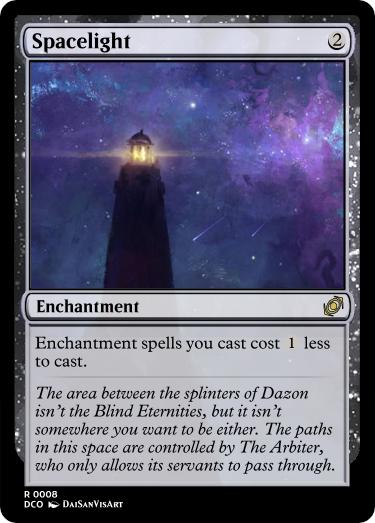 Spacelight 2
Enchantment
Enchantment spells you cast cost 1 less
to cast.
The area between the splinters of Dazon
isn't the Blind Eternities, but it isn't
somewhere you want to be either. The paths
in this space are controlled by The Arbiter,
who only allows its servants to pass through.
R 0008
DCO DaiSanVisArt